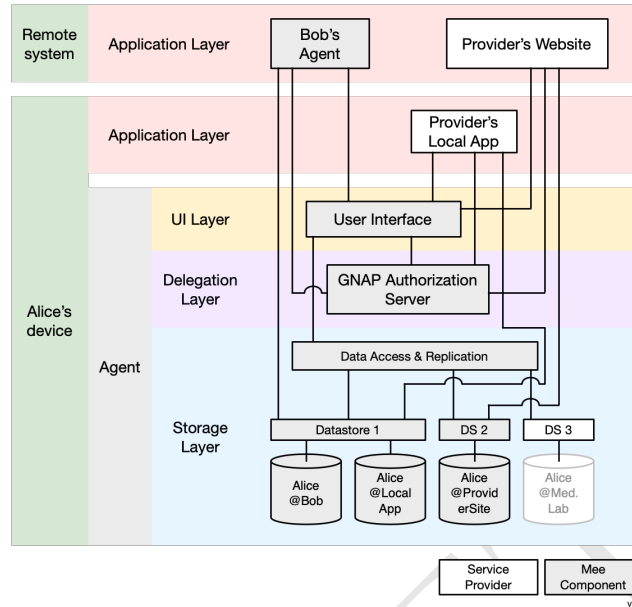 Remote
system
Application Layer
Bob's
Agent
Provider's Website
Application Layer
Provider's
Local App
UI Layer
User Interface
Delegation
Layer
GNAP Authorization
Server
Alice's
device
Agent
Data Access & Replication
Storage
Layer
Datastore 1
DS 2
DS 3
Alice
@Bob
Alice
@Local
App
Alice
@Provid
erSite
Alice
@Med.
Lab
Service
Provider
Mee
Component